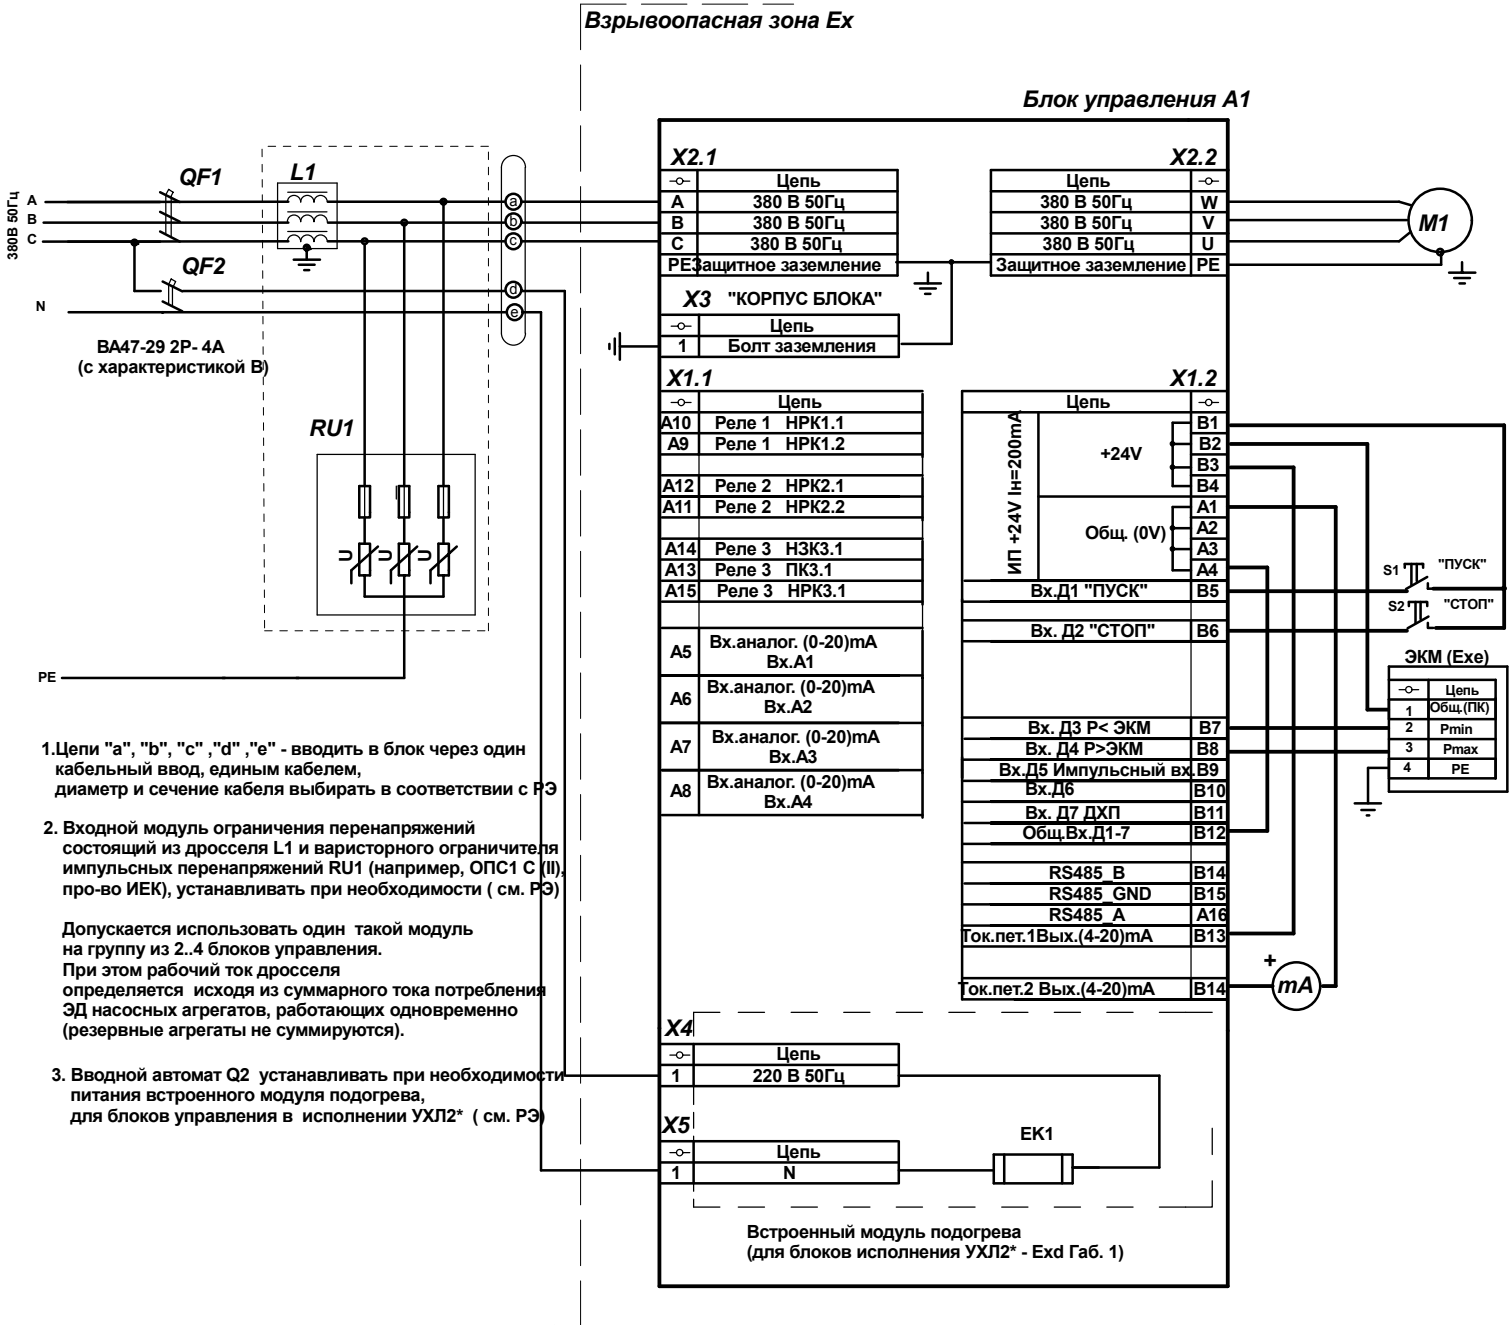 Взрывоопасная зона Ex
Блок управления А1
380В 50Гц
A
B
C
N
QF1
L1
QF2
ВА47-29 2Р- 4А
(с характеристикой В)
RU1
U
U
U
PE
a
b
c
d
e
X2.1
Цепь
A 380 В 50Гц
B 380 В 50Гц
C 380 В 50Гц
PE Защитное заземление
X2.2
Цепь
380 В 50Гц W
380 В 50Гц V
380 В 50Гц U
Защитное заземление PE
M1
X3 "КОРПУС БЛОКА"
Цепь
1 Болт заземления
X1.1
Цепь
A10 Реле 1 НРК1.1
A9 Реле 1 НРК1.2
A12 Реле 2 НРК2.1
A11 Реле 2 НРК2.2
A14 Реле 3 НЗК3.1
A13 Реле 3 ПК3.1
A15 Реле 3 НРК3.1
A5 Вх.аналог. (0-20)mA
Вх.А1
A6 Вх.аналог. (0-20)mA
Вх.А2
A7 Вх.аналог. (0-20)mA
Вх.А3
A8 Вх.аналог. (0-20)mA
Вх.А4
X1.2
Цепь
ИП +24V Iн=200mA
+24V
B1
B2
B3
B4
Общ. (0V)
A1
A2
A3
A4
Вх.Д1 "ПУСК" B5
Вх. Д2 "СТОП" B6
Вх. Д3 P< ЭКМ B7
Вх. Д4 P>ЭКМ B8
Вх.Д5 Импульсный вх. B9
Вх.Д6 B10
Вх. Д7 ДХП B11
Общ.Вх.Д1-7 B12
RS485_B B14
RS485_GND B15
RS485_A A16
Ток.пет.1Вых.(4-20)mA B13
Ток.пет.2 Вых.(4-20)mA B14
S1 "ПУСК"
S2 "СТОП"
ЭКМ (Exe)
Цепь
1 Общ.(ПК)
2 Pmin
3 Pmax
4 PE
+
mA
X4
Цепь
1 220 В 50Гц
X5
Цепь
1 N
EK1
Встроенный модуль подогрева
(для блоков исполнения УХЛ2* - Exd Габ. 1)
1.Цепи "a", "b", "c" ,"d" ,"e" - вводить в блок через один
кабельный ввод, единым кабелем,
диаметр и сечение кабеля выбирать в соответствии с РЭ
2. Входной модуль ограничения перенапряжений
состоящий из дросселя L1 и варисторного ограничителя
импульсных перенапряжений RU1 (например, ОПС1 С (II),
про-во ИЕК), устанавливать при необходимости ( см. РЭ)
Допускается использовать один такой модуль
на группу из 2..4 блоков управления.
При этом рабочий ток дросселя
определяется исходя из суммарного тока потребления
ЭД насосных агрегатов, работающих одновременно
(резервные агрегаты не суммируются).
3. Вводной автомат Q2 устанавливать при необходимости
питания встроенного модуля подогрева,
для блоков управления в исполнении УХЛ2* ( см. РЭ)